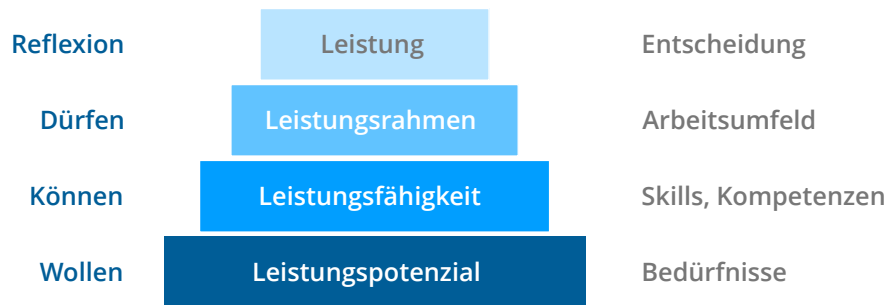 Reflexion Leistung Entscheidung
Dürfen Leistungsrahmen Arbeitsumfeld
Können Leistungsfähigkeit Skills, Kompetenzen
Wollen Leistungspotenzial Bedürfnisse